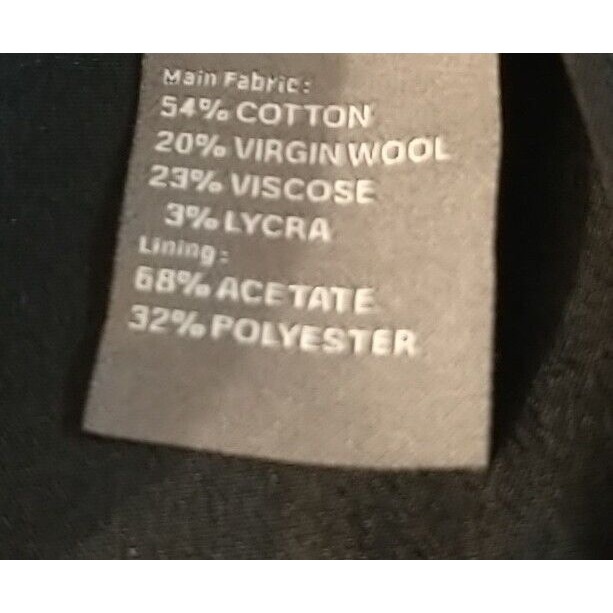 Main Fabric:
54% COTTON
20% VIRGIN WOOL
23% VISCOSE
3% LYCRA
Lining:
68% ACETATE
32% POLYESTER